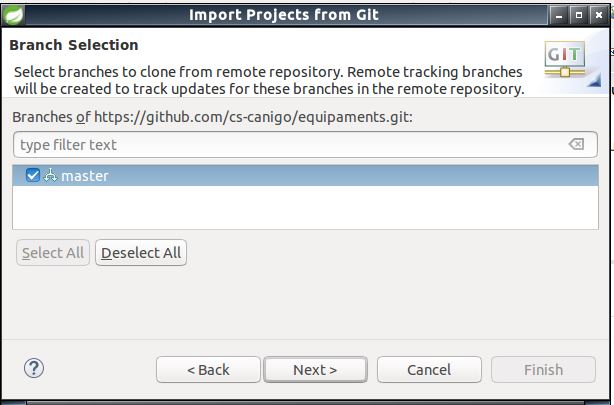 Import Projects from Git
Branch Selection
Select branches to clone from remote repository. Remote tracking branches
will be created to track updates for these branches in the remote repository.
GIT
Branches of https://github.com/cs-canigo/equipaments.git:
type filter text
master
Select All
Deselect All
?
< Back
Next >
Cancel
Finish